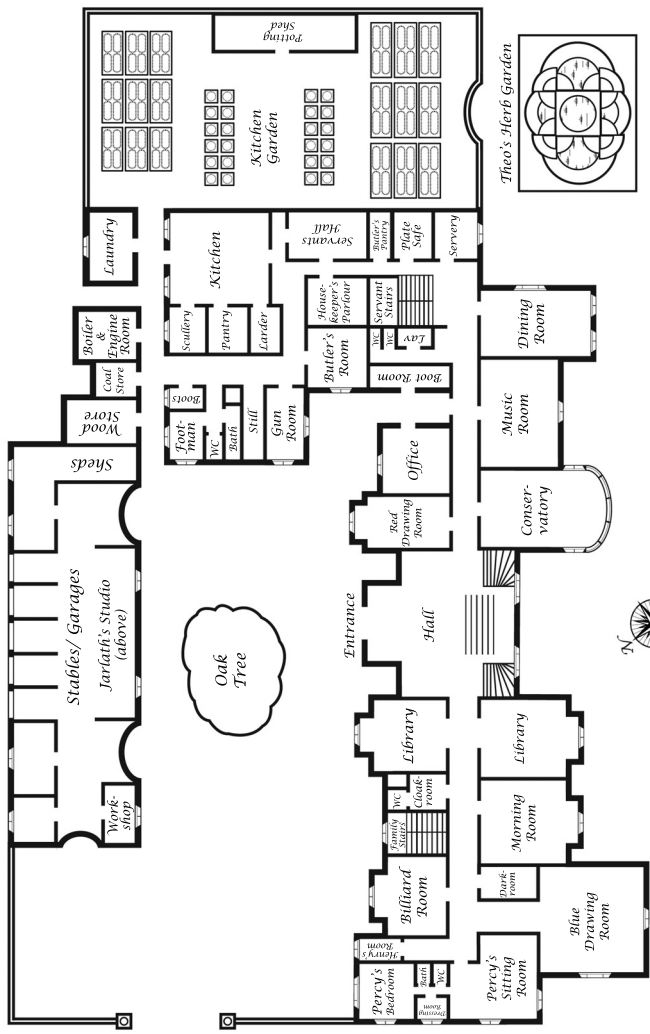 Potting
Shed
Kitchen
Garden
Theo's Herb Garden
Laundry
Kitchen
Servants
Hall
Butler's
Pantry
Plate
Safe
Servery
Scullery
Pantry
Larder
House-
keeper's
Parlour
Servant
Stairs
Boiler
&
Engine
Room
Coal
Store
Wood
Store
Sheds
Boots
Foot-
man
WC
Bath
Still
Gun
Room
Butler's
Room
WC
WC
Lav
Boot Room
Dining
Room
Music
Room
Conser-
vatory
Office
Red
Drawing
Room
Entrance
Hall
Stables/ Garages
Jarlath's Studio
(above)
Oak
Tree
N
Library
Library
WC
Cloak-
room
Family
Stairs
Morning
Room
Work-
shop
Billiard
Room
Dark-
room
Blue
Drawing
Room
Henry's
Room
Percy's
Bedroom
Bath
WC
Dressing
Room
Percy's
Sitting
Room